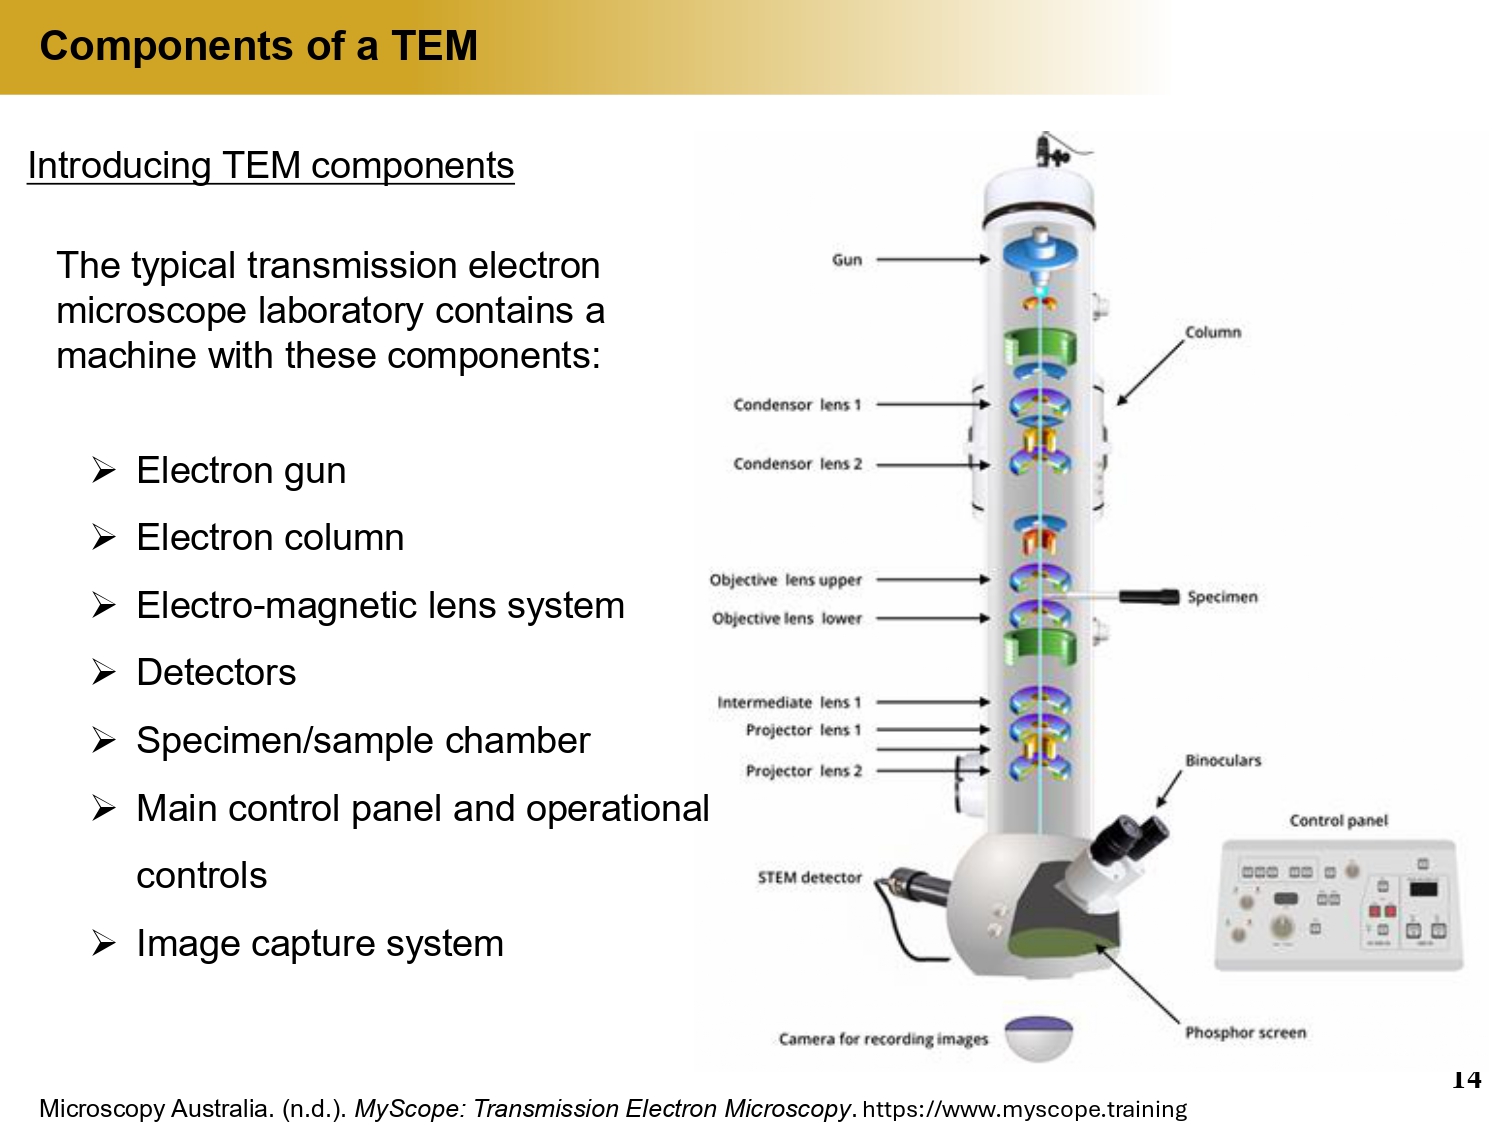 Components of a TEM
Introducing TEM components
The typical transmission electron
microscope laboratory contains a
machine with these components:
➢ Electron gun
➢ Electron column
➢ Electro-magnetic lens system
➢ Detectors
➢ Specimen/sample chamber
➢ Main control panel and operational
controls
➢ Image capture system
Gun
Column
Condensor lens 1
Condensor lens 2
Objective lens upper
Specimen
Objective lens lower
Intermediate lens 1
Projector lens 1
Projector lens 2
Binoculars
Control panel
STEM detector
Phosphor screen
Camera for recording images
14
Microscopy Australia. (n.d.). MyScope: Transmission Electron Microscopy. https://www.myscope.training